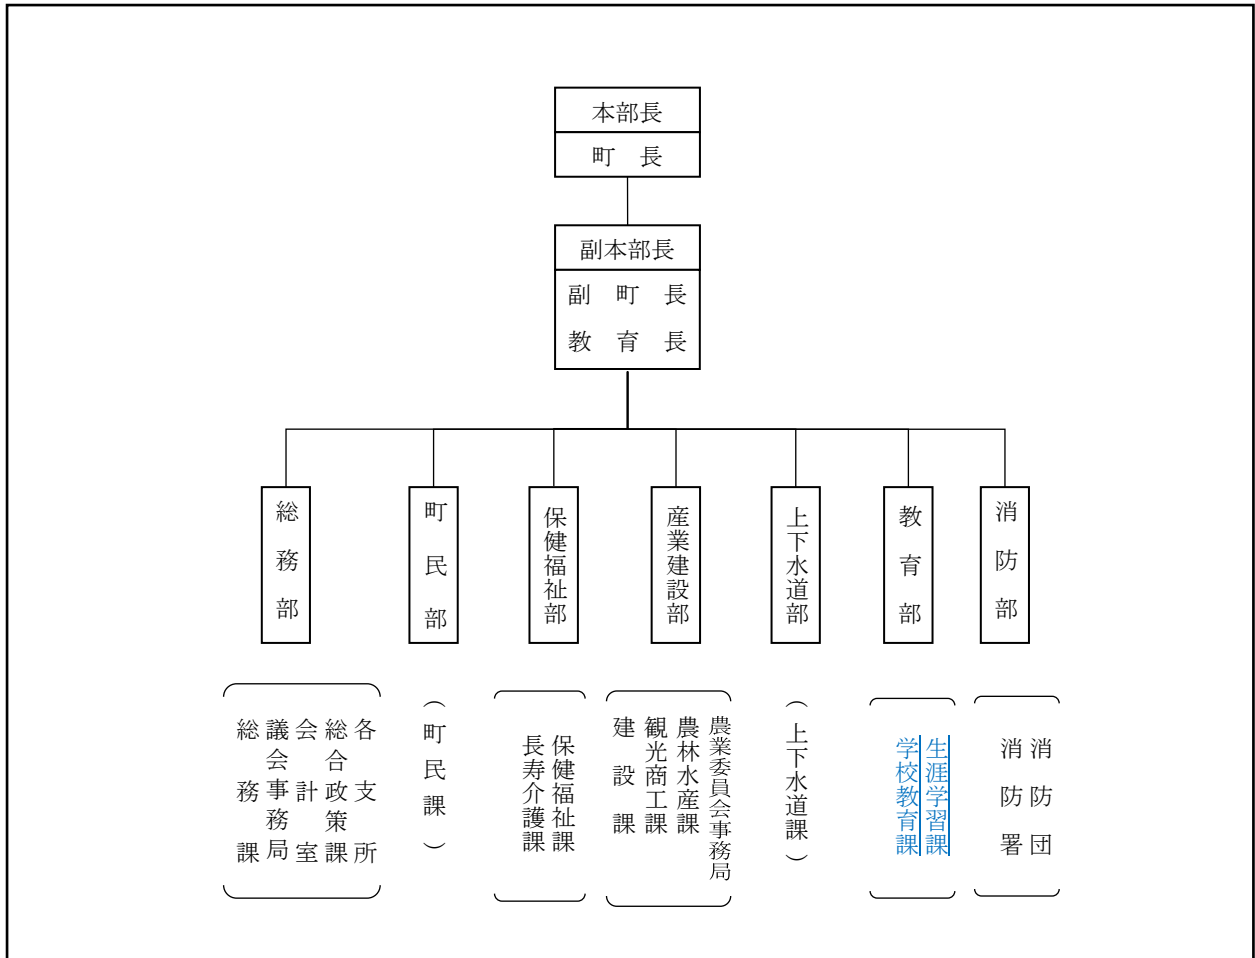 本部長
町　長
副本部長
副　町　長
教　育　長
総務部
町民部
保健福祉部
産業建設部
上下水道部
教育部
消防部
各支所
総合政策課
会計室
議会事務局
総務課
（町民課）
保健福祉課
長寿介護課
農業委員会事務局
農林水産課
観光商工課
建設課
（上下水道課）
生涯学習課
学校教育課
消防団
消防署